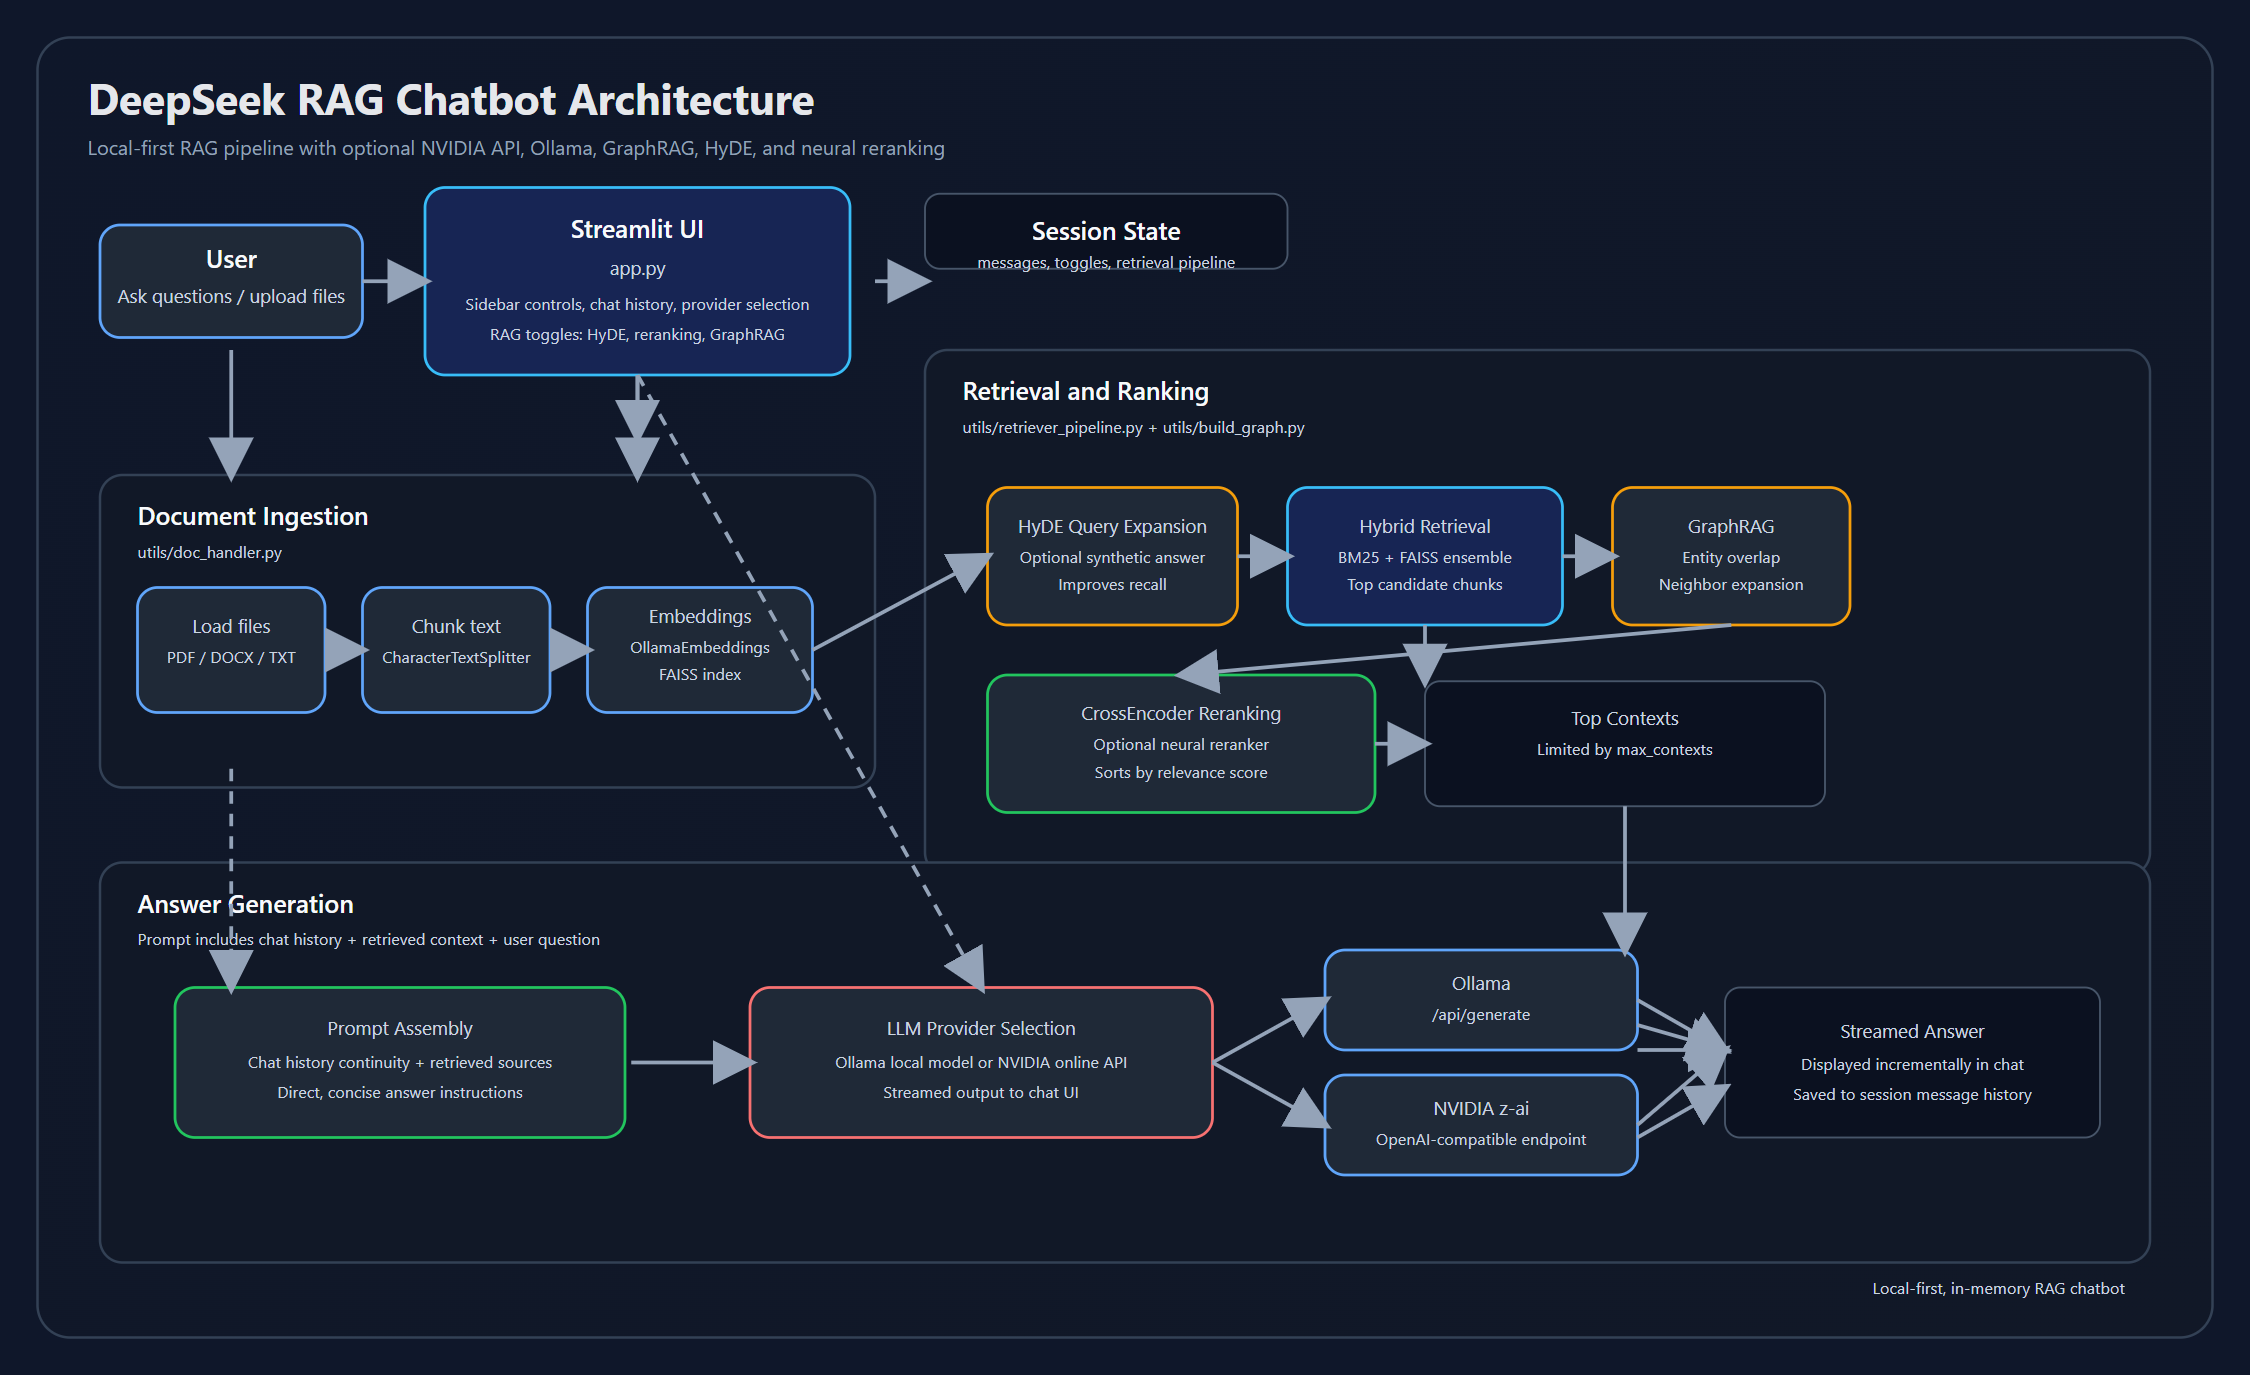 DeepSeek RAG Chatbot Architecture
Local-first RAG pipeline with optional NVIDIA API, Ollama, GraphRAG, HyDE, and neural reranking
User
Ask questions / upload files
Streamlit UI
app.py
Sidebar controls, chat history, provider selection
RAG toggles: HyDE, reranking, GraphRAG
Session State
messages, toggles, retrieval pipeline
Document Ingestion
utils/doc_handler.py
Load files
PDF / DOCX / TXT
Chunk text
CharacterTextSplitter
Embeddings
OllamaEmbeddings
FAISS index
Retrieval and Ranking
utils/retriever_pipeline.py + utils/build_graph.py
HyDE Query Expansion
Optional synthetic answer
Improves recall
Hybrid Retrieval
BM25 + FAISS ensemble
Top candidate chunks
GraphRAG
Entity overlap
Neighbor expansion
CrossEncoder Reranking
Optional neural reranker
Sorts by relevance score
Top Contexts
Limited by max_contexts
Answer Generation
Prompt includes chat history + retrieved context + user question
Prompt Assembly
Chat history continuity + retrieved sources
Direct, concise answer instructions
LLM Provider Selection
Ollama local model or NVIDIA online API
Streamed output to chat UI
Ollama
/api/generate
NVIDIA z-ai
OpenAI-compatible endpoint
Streamed Answer
Displayed incrementally in chat
Saved to session message history
Local-first, in-memory RAG chatbot